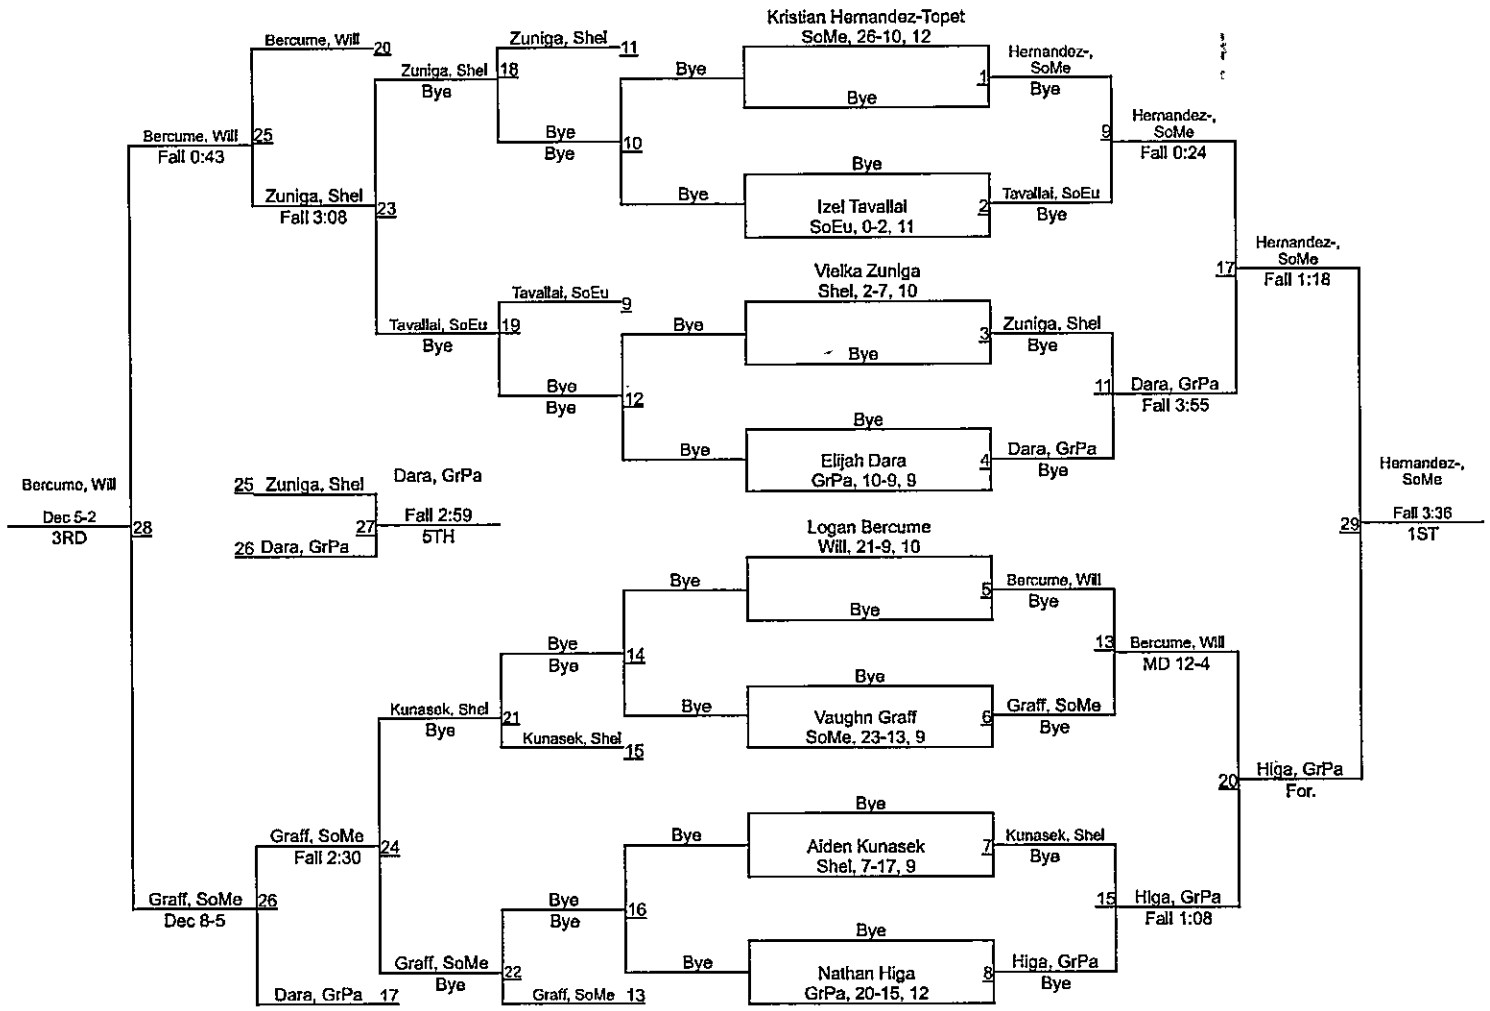 Kristian Hernandez-Topet
SoMe, 26-10, 12
Bercume, Will
20
Zuniga, Shel
11
Hernandez-,
SoMe
Bye
1
Zuniga, Shel
Bye
18
Bye
Bye
Hernandez-,
SoMe
Fall 0:24
9
Bercume, Will
Fall 0:43
25
Bye
Bye
10
Bye
Zuniga, Shel
Fall 3:08
23
Bye
Izel Tavallai
SoEu, 0-2, 11
2
Tavallai, SoEu
Bye
Hernandez-,
SoMe
Fall 1:18
17
Vielka Zuniga
Shel, 2-7, 10
Tavallai, SoEu
9
Tavallai, SoEu
Bye
19
Bye
Bye
3
Zuniga, Shel
Bye
Bye
Bye
12
11
Dara, GrPa
Fall 3:55
Bye
Bye
Elijah Dara
GrPa, 10-9, 9
4
Dara, GrPa
Bye
Bercume, Will
Dec 5-2
3RD
28
25
Zuniga, Shel
Dara, GrPa
27
Fall 2:59
5TH
26
Dara, GrPa
Hernandez-,
SoMe
Fall 3:36
1ST
29
Logan Bercume
Will, 21-9, 10
Bye
Bye
5
Bercume, Will
Bye
Bye
Bye
14
13
Bercume, Will
MD 12-4
Bye
Bye
Vaughn Graff
SoMe, 23-13, 9
6
Graff, SoMe
Bye
Kunasek, Shel
Bye
21
Kunasek, Shel
15
20
Higa, GrPa
For.
Bye
Bye
Aiden Kunasek
Shel, 7-17, 9
7
Kunasek, Shel
Bye
Graff, SoMe
Fall 2:30
24
Graff, SoMe
Dec 8-5
26
Bye
Bye
16
15
Higa, GrPa
Fall 1:08
Bye
Bye
Nathan Higa
GrPa, 20-15, 12
8
Higa, GrPa
Bye
Graff, SoMe
Bye
22
Dara, GrPa
17
Graff, SoMe
13